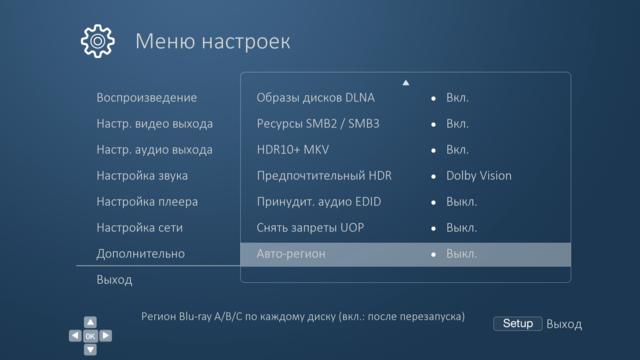 Меню настроек
Воспроизведение
Настр. видео выхода
Настр. аудио выхода
Настройка звука
Настройка плеера
Настройка сети
Дополнительно
Выход
Образы дисков DLNA • Вкл.
Ресурсы SMB2 / SMB3 • Вкл.
HDR10+ MKV • Вкл.
Предпочтительный HDR • Dolby Vision
Принудит. аудио EDID • Выкл.
Снять запреты UOP • Выкл.
Авто-регион • Выкл.
Регион Blu-ray A/B/C по каждому диску (вкл.: после перезапуска)
OK
Setup Выход